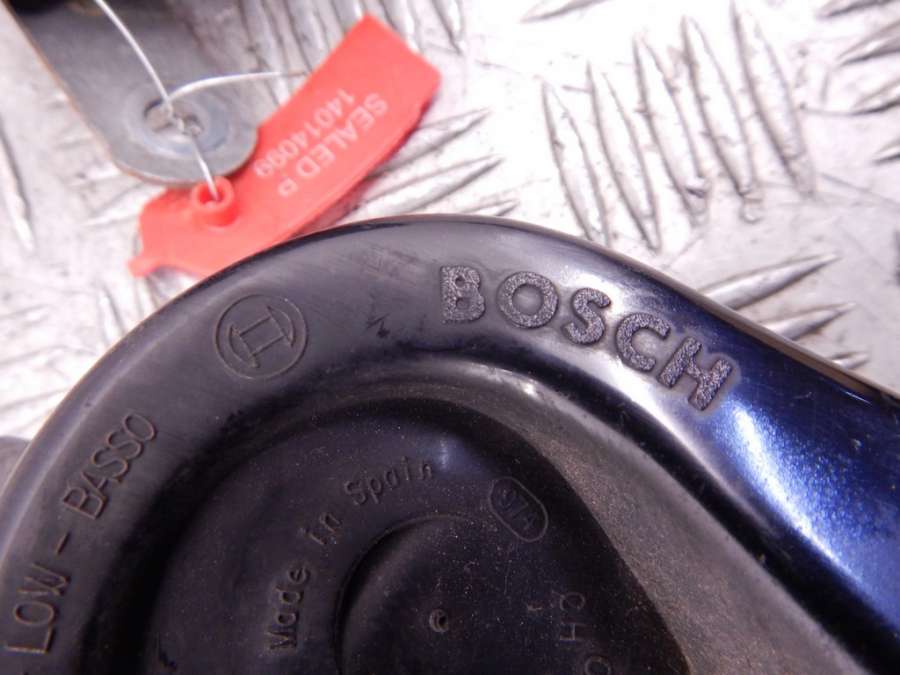 SEALED P
14014099
BOSCH
LOW - BASSO
Made in Spain